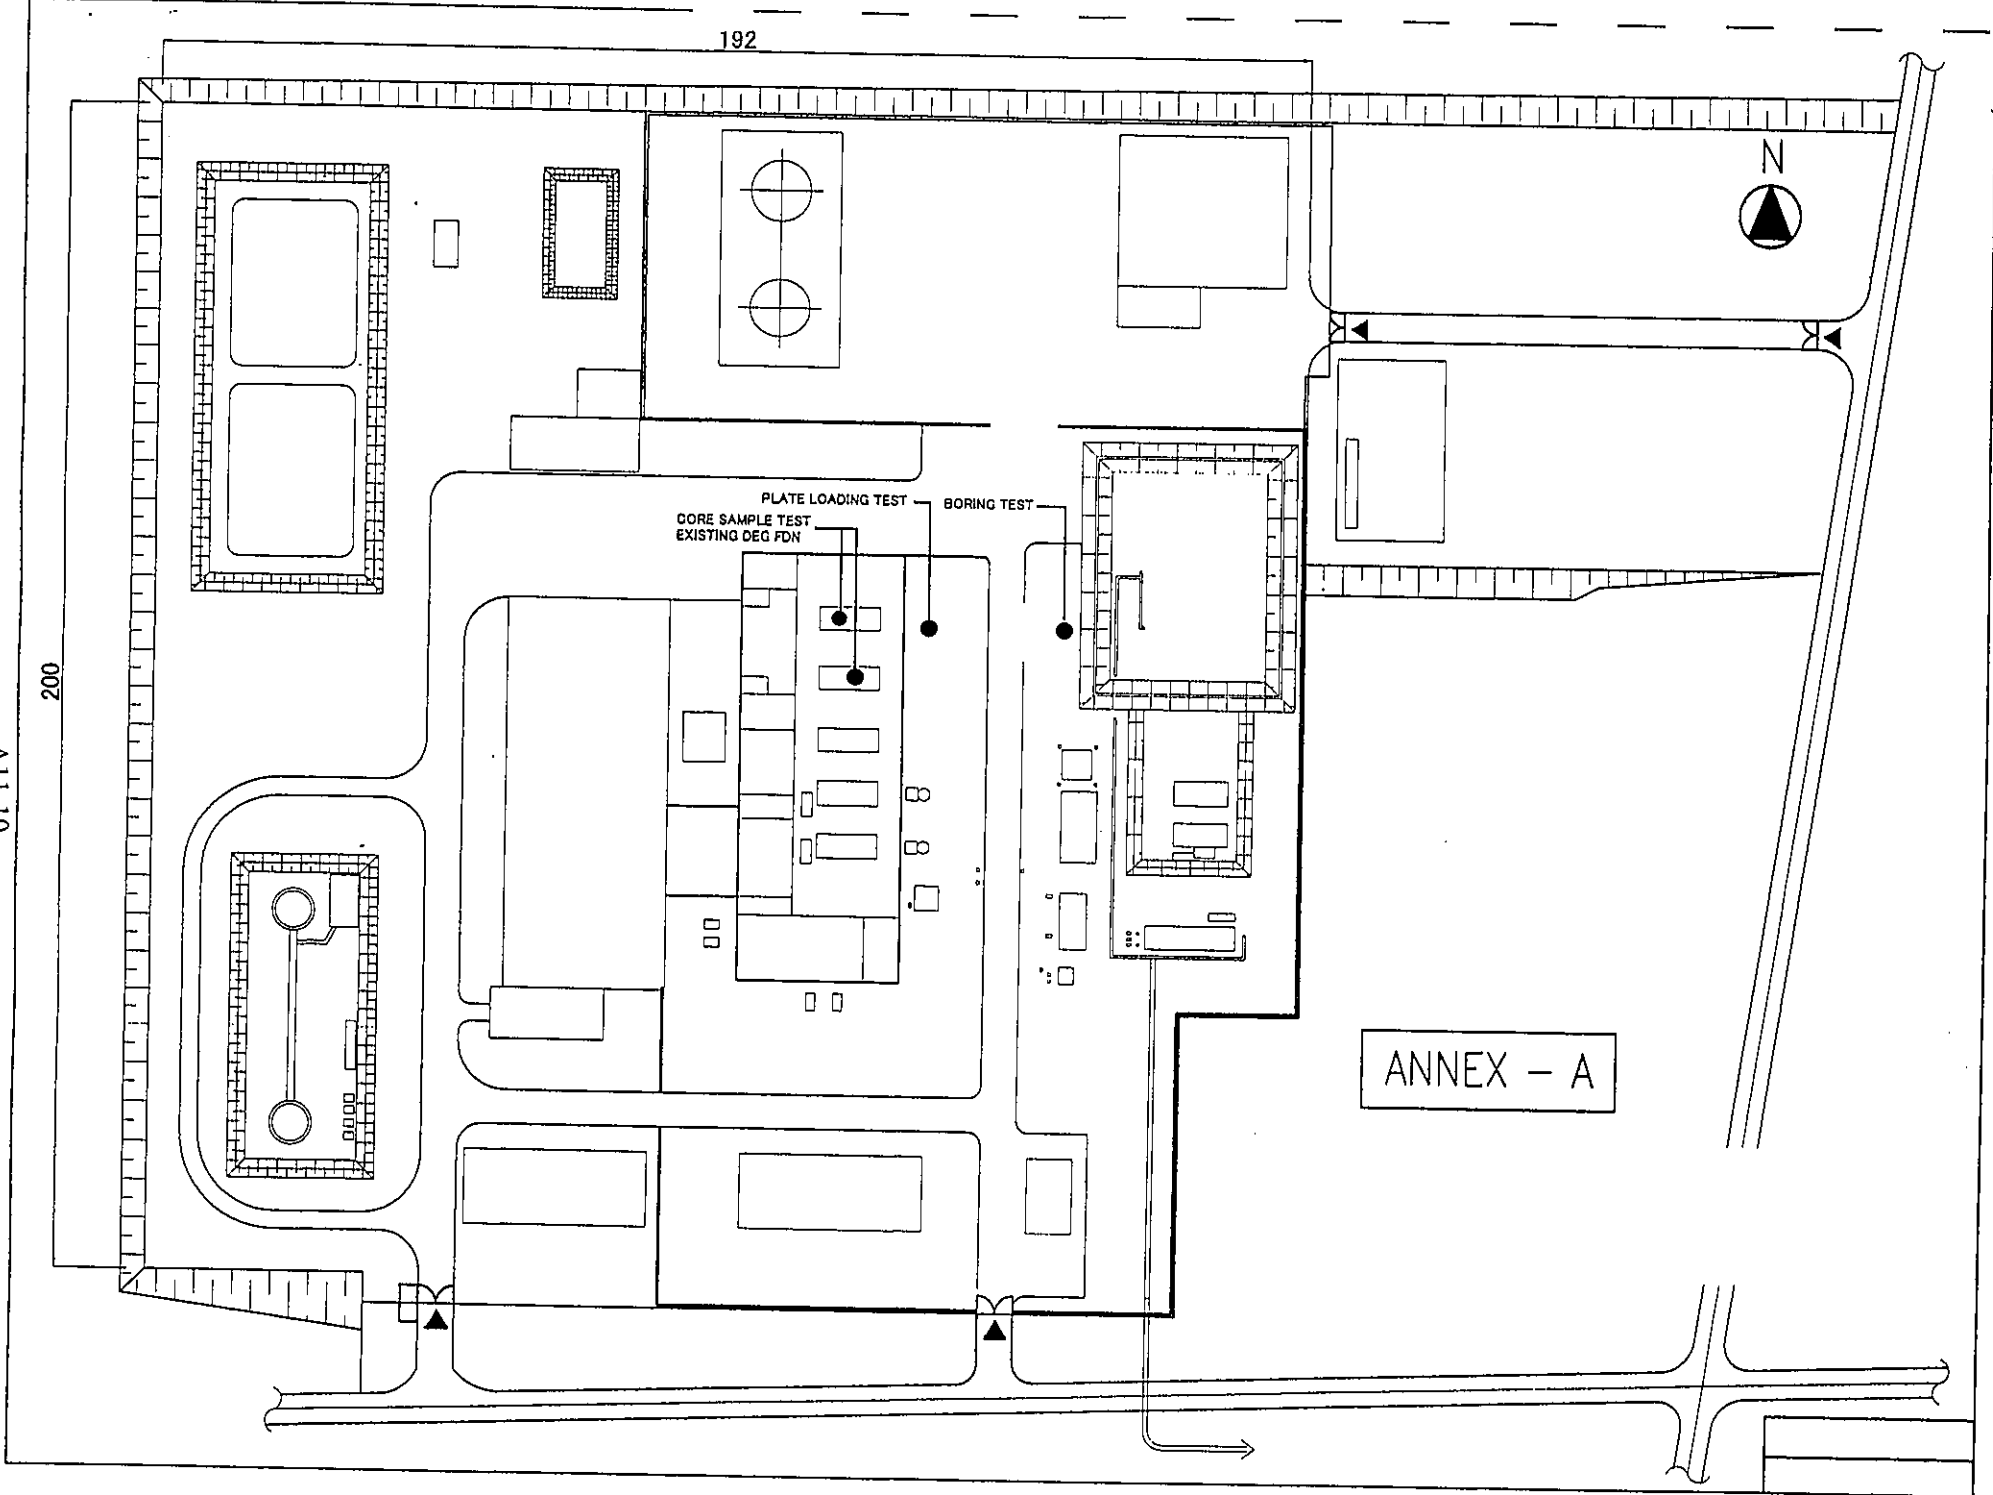 192
N
PLATE LOADING TEST
BORING TEST
CORE SAMPLE TEST
EXISTING DEG FDN
200
ANNEX - A